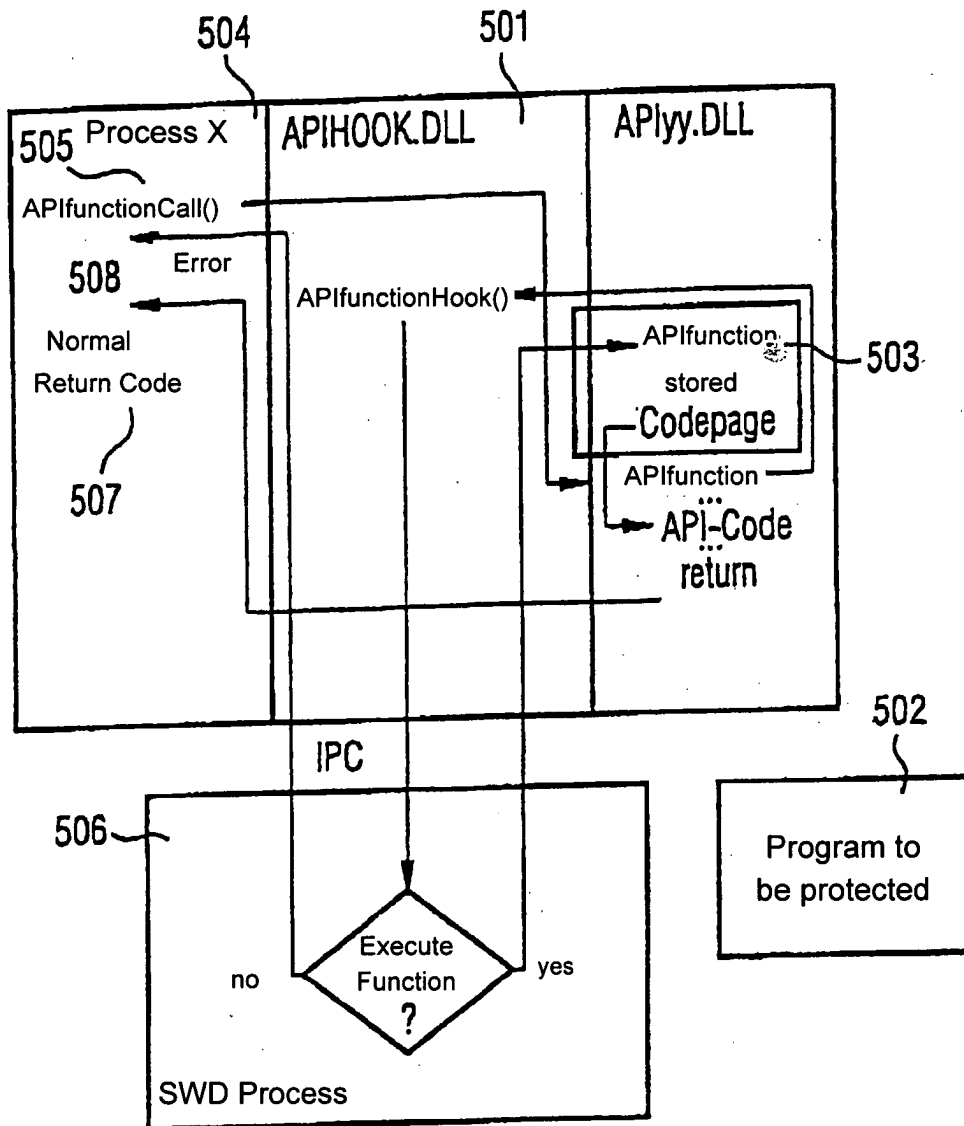 504
501
Process X
APIHOOK.DLL
APIyy.DLL
505
APIfunctionCall()
Error
508
APIfunctionHook()
Normal
Return Code
507
APIfunction
503
stored
Codepage
APIfunction
...
API-Code
...
return
IPC
502
506
Program to
be protected
Execute
Function
?
no
yes
SWD Process